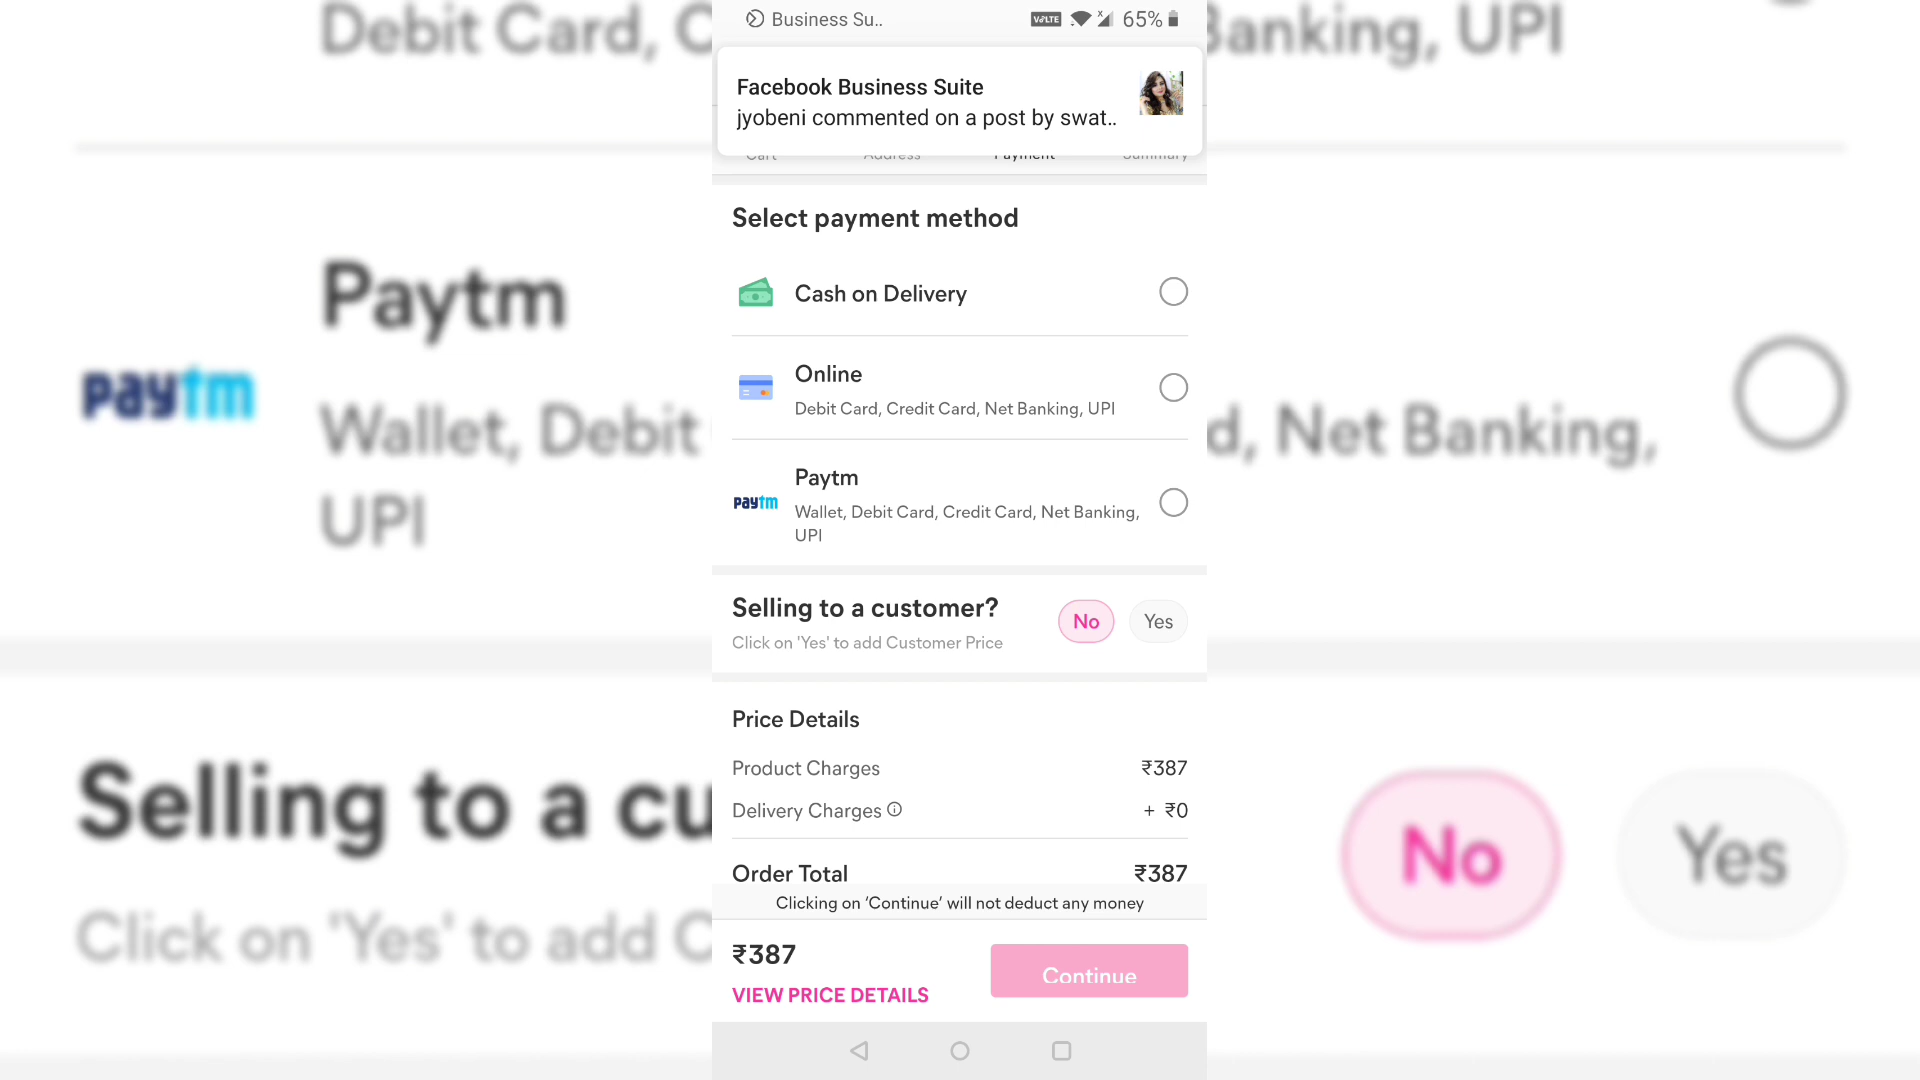 Business Su..
VoLTE
x
65%
Facebook Business Suite
jyobeni commented on a post by swat..
Cart Address Payment Summary
Select payment method
Cash on Delivery
Online
Debit Card, Credit Card, Net Banking, UPI
Paytm
paytm
Wallet, Debit Card, Credit Card, Net Banking,
UPI
Selling to a customer?
No
Yes
Click on 'Yes' to add Customer Price
Price Details
Product Charges ₹387
Delivery Charges + ₹0
Order Total ₹387
Clicking on ‘Continue’ will not deduct any money
₹387
Continue
VIEW PRICE DETAILS
Debit Card, C
Banking, UPI
Paytm
paytm
Wallet, Debit
d, Net Banking,
UPI
Selling to a cu
No
Yes
Click on 'Yes' to add C